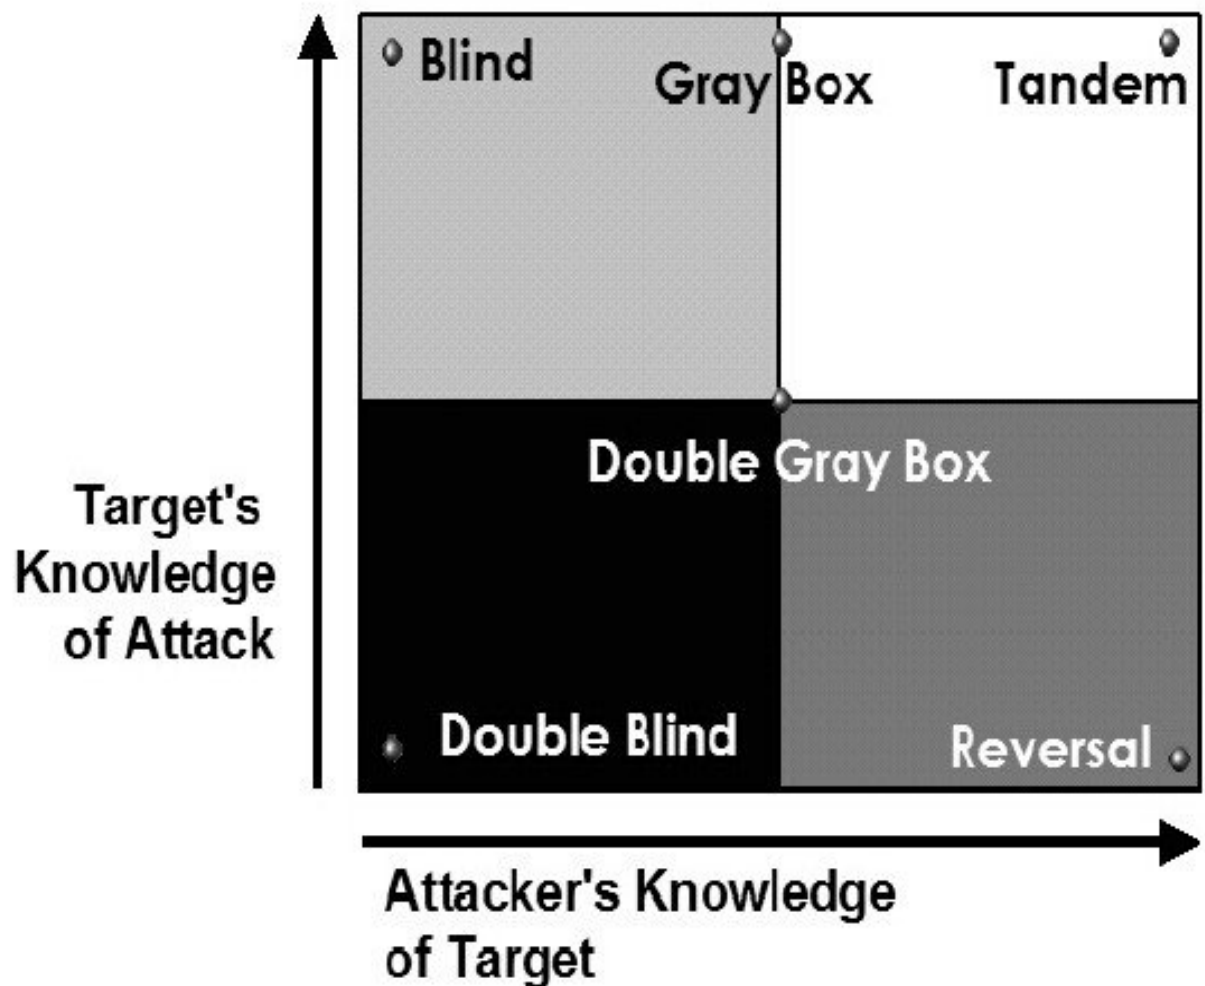 Blind
Gray Box
Tandem
Double Gray Box
Target's
Knowledge
of Attack
Double Blind
Reversal
Attacker's Knowledge
of Target